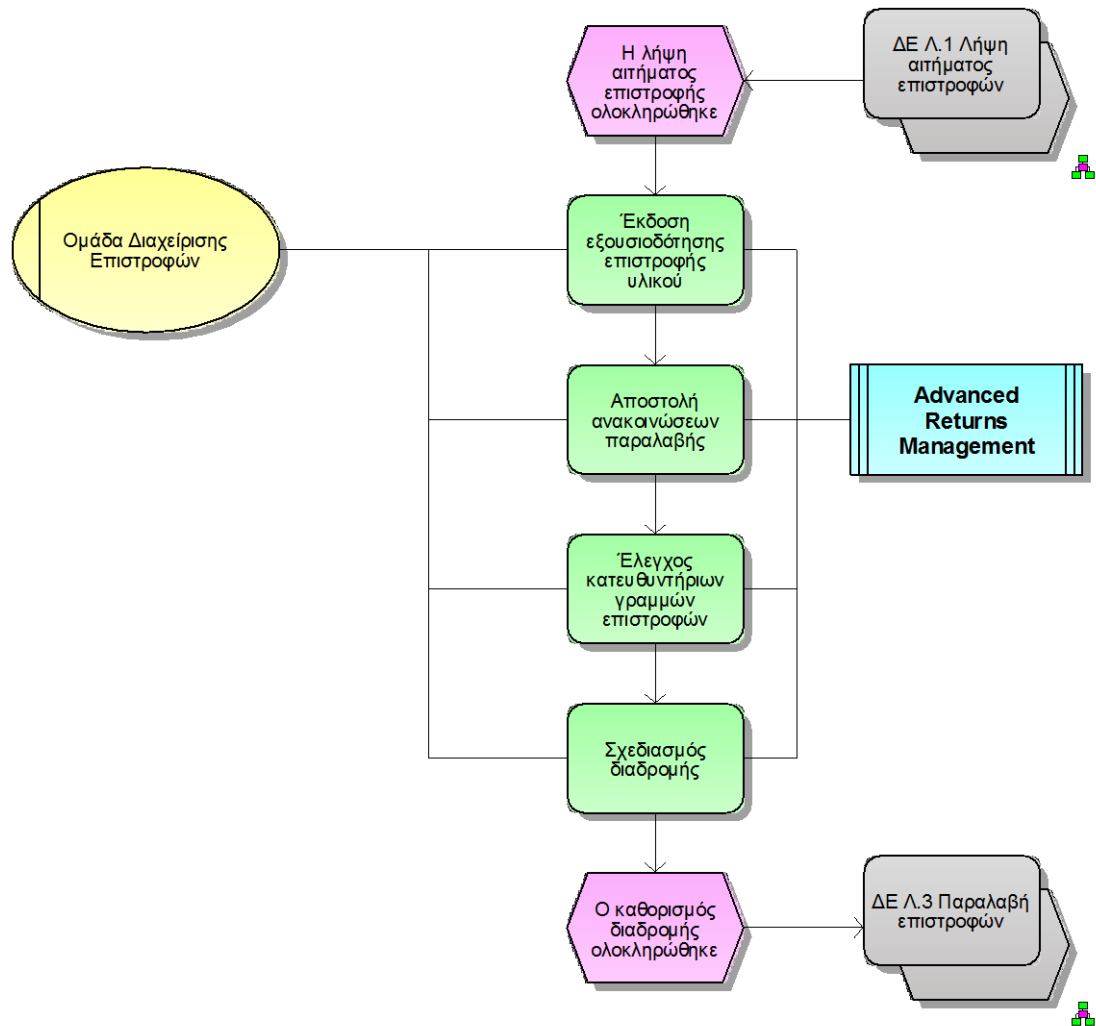 Η λήψη
αιτήματος
επιστροφής
ολοκληρώθηκε
ΔΕ Λ.1 Λήψη
αιτήματος
επιστροφών
Ομάδα Διαχείρισης
Επιστροφών
Έκδοση
εξουσιοδότησης
επιστροφής
υλικού
Αποστολή
ανακοινώσεων
παραλαβής
Advanced
Returns
Management
Έλεγχος
κατευθυντήριων
γραμμών
επιστροφών
Σχεδιασμός
διαδρομής
Ο καθορισμός
διαδρομής
ολοκληρώθηκε
ΔΕ Λ.3 Παραλαβή
επιστροφών